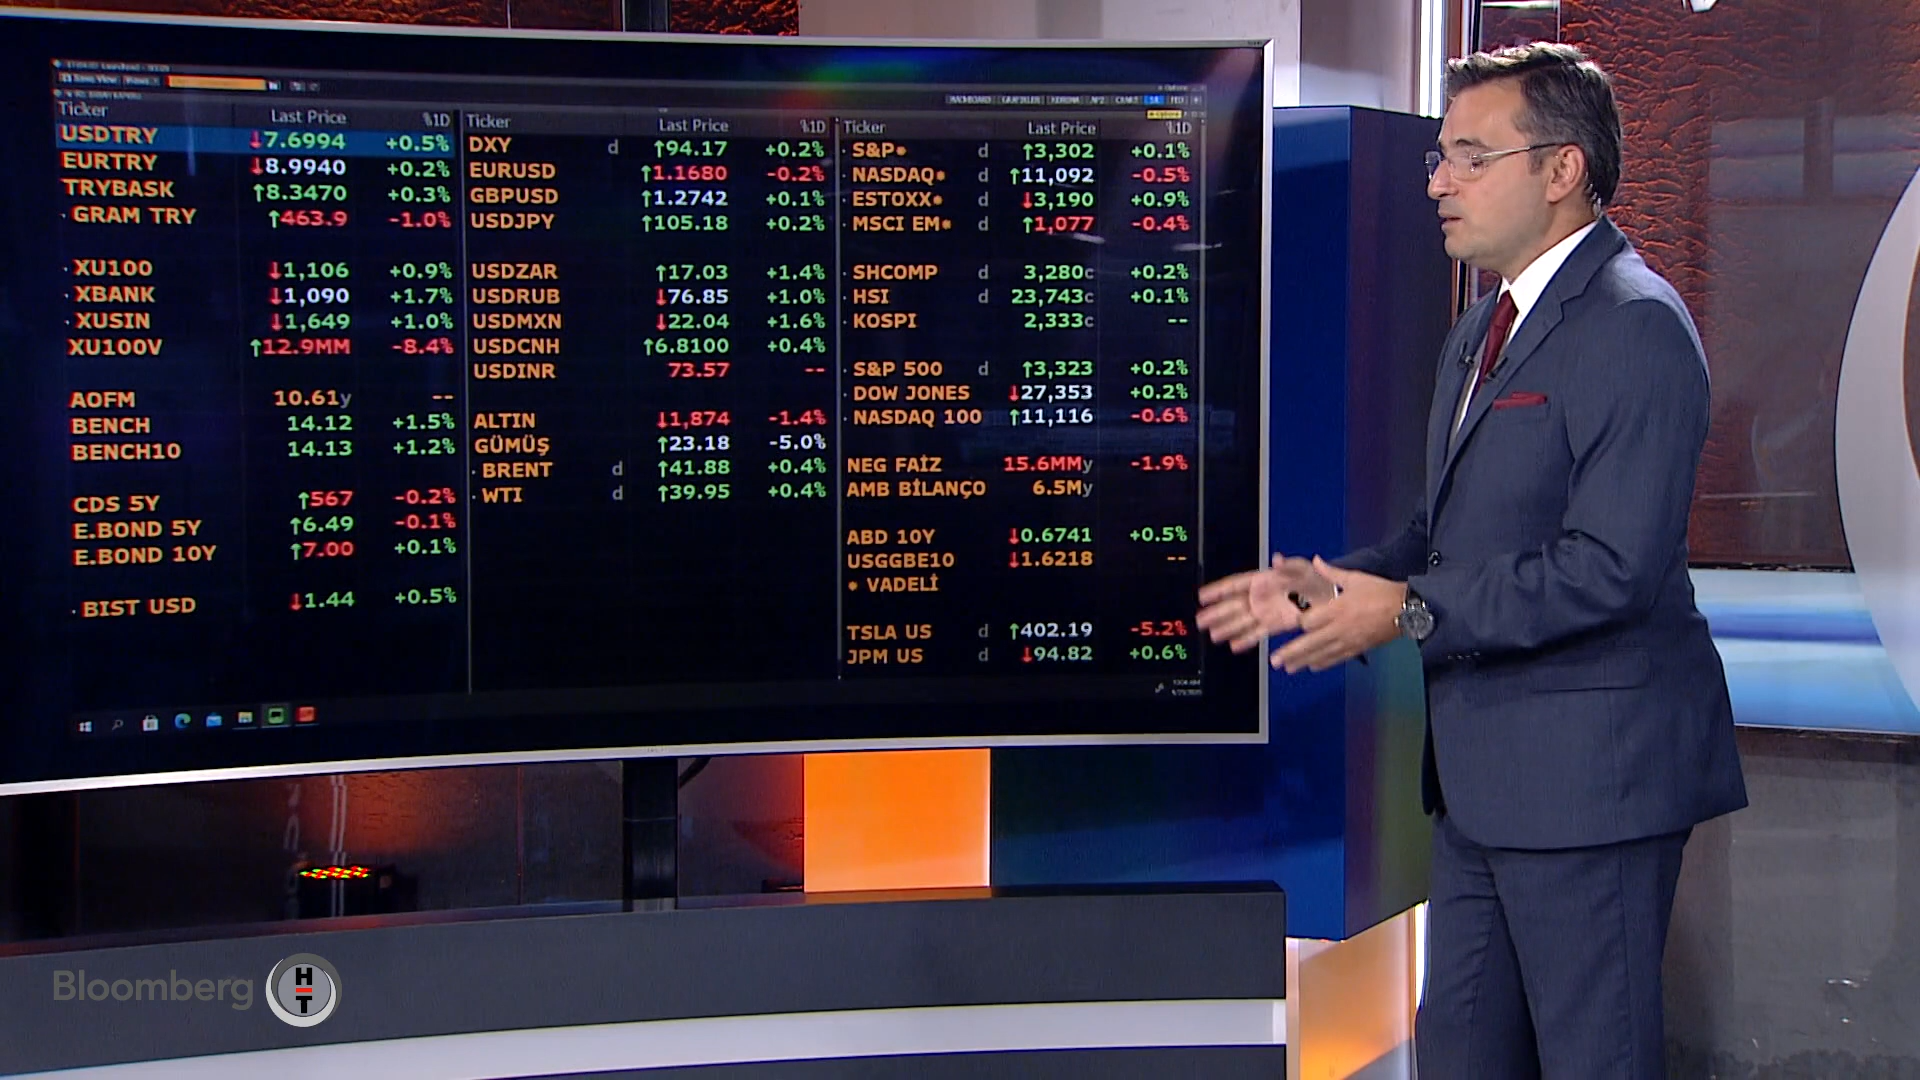 Save View
Ticker Last Price %1D
USDTRY ↓7.6994 +0.5%
EURTRY ↓8.9940 +0.2%
TRYBASK ↑8.3470 +0.3%
GRAM TRY ↑463.9 -1.0%
XU100 ↓1,106 +0.9%
XBANK ↓1,090 +1.7%
XUSIN ↓1,649 +1.0%
XU100V ↑12.9MM -8.4%
AOFM 10.61y --
BENCH 14.12 +1.5%
BENCH10 14.13 +1.2%
CDS 5Y ↑567 -0.2%
E.BOND 5Y ↑6.49 -0.1%
E.BOND 10Y ↑7.00 +0.1%
BIST USD ↓1.44 +0.5%
Ticker Last Price %1D
DXY d ↑94.17 +0.2%
EURUSD ↑1.1680 -0.2%
GBPUSD ↑1.2742 +0.1%
USDJPY ↑105.18 +0.2%
USDZAR ↑17.03 +1.4%
USDRUB ↓76.85 +1.0%
USDMXN ↓22.04 +1.6%
USDCNH ↑6.8100 +0.4%
USDINR 73.57 --
ALTIN ↓1,874 -1.4%
GÜMÜŞ ↑23.18 -5.0%
BRENT d ↑41.88 +0.4%
WTI d ↑39.95 +0.4%
Ticker Last Price %1D
S&P* d ↑3,302 +0.1%
NASDAQ* d ↑11,092 -0.5%
ESTOXX* d ↓3,190 +0.9%
MSCI EM* d ↑1,077 -0.4%
SHCOMP d 3,280c +0.2%
HSI d 23,743c +0.1%
KOSPI 2,333c --
S&P 500 d ↑3,323 +0.2%
DOW JONES ↓27,353 +0.2%
NASDAQ 100 ↑11,116 -0.6%
NEG FAİZ 15.6MMy -1.9%
AMB BİLANÇO 6.5My
ABD 10Y ↓0.6741 +0.5%
USGGBE10 ↓1.6218 --
* VADELİ
TSLA US d ↑402.19 -5.2%
JPM US d ↓94.82 +0.6%
Bloomberg HT